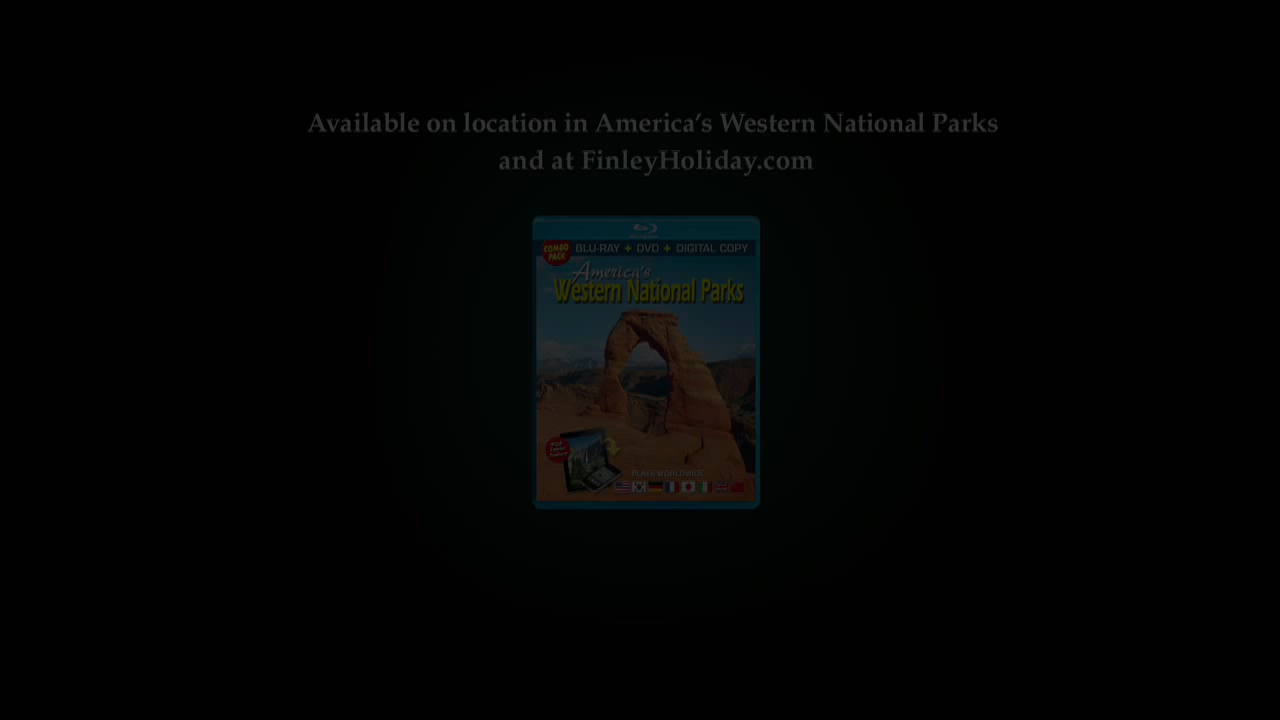 Available on location in America's Western National Parks
and at FinleyHoliday.com
COMBO
PACK
BLU-RAY + DVD + DIGITAL COPY
America's
Western National Parks
PLAYS WORLDWIDE